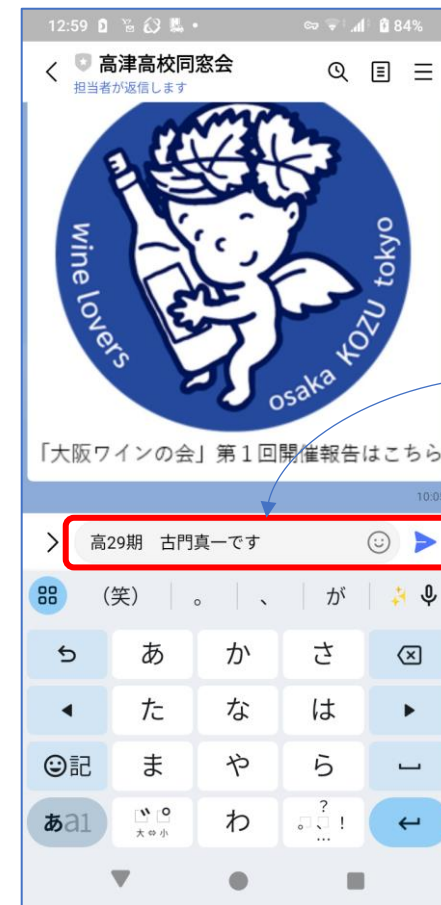 12:59 84%
高津高校同窓会
担当者が返信します
wine lovers osaka KOZU tokyo
「大阪ワインの会」第1回開催報告はこちら
10:05
高29期 古門真一です
(笑) 。 、 が
あ か さ
た な は
記 ま や ら
あa1 大⇔小 わ 。、?!…